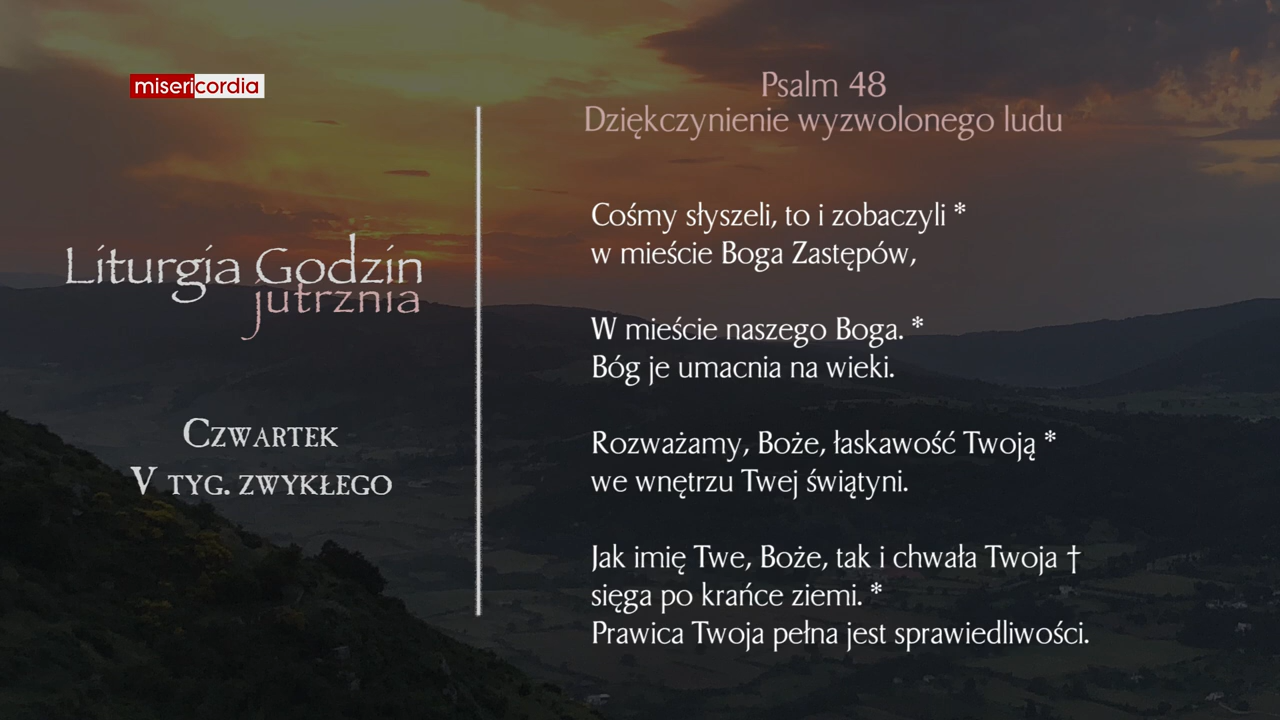 misericordia
Liturgia Godzin
jutrznia
Czwartek
V tyg. zwykłego
Psalm 48
Dziękczynienie wyzwolonego ludu
Cośmy słyszeli, to i zobaczyli *
w mieście Boga Zastępów,
W mieście naszego Boga. *
Bóg je umacnia na wieki.
Rozważamy, Boże, łaskawość Twoją *
we wnętrzu Twej świątyni.
Jak imię Twe, Boże, tak i chwała Twoja †
sięga po krańce ziemi. *
Prawica Twoja pełna jest sprawiedliwości.